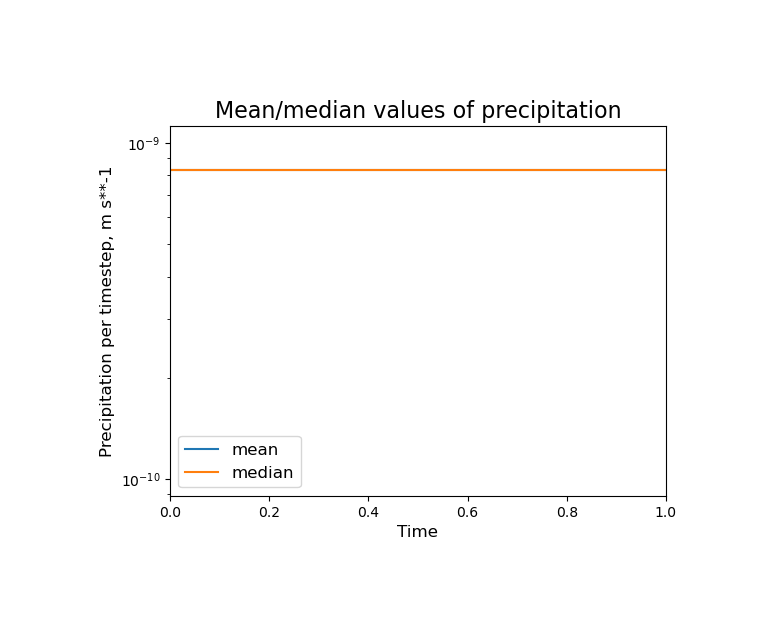 Mean/median values of precipitation
10⁻⁹
Precipitation per timestep, m s**-1
10⁻¹⁰
mean
median
0.0 0.2 0.4 0.6 0.8 1.0
Time